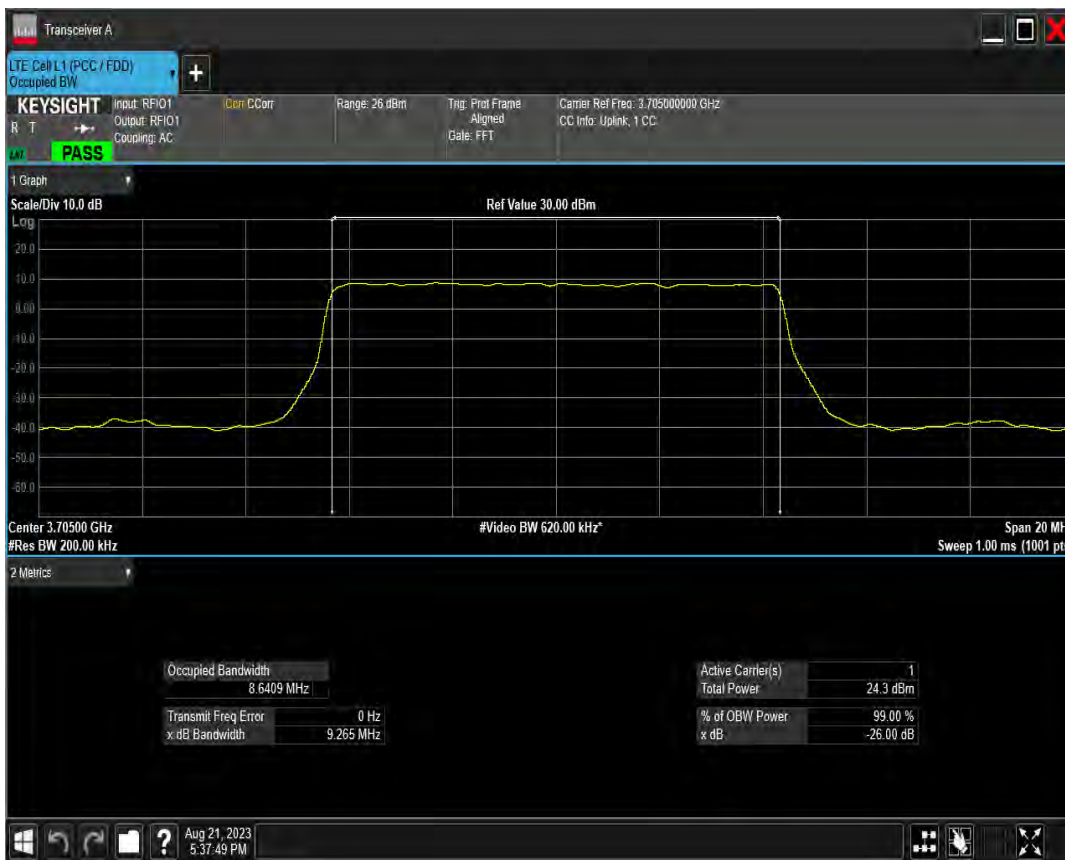 Transceiver A
LTE Cell L1 (PCC / FDD)
Occupied BW
+
KEYSIGHT
R T
PASS
Input: RFIO1
Output: RFIO1
Coupling: AC
Corr CCorr
Range: 26 dBm
Trig: Prot Frame
Aligned
Gate: FFT
Carrier Ref Freq: 3.705000000 GHz
CC Info: Uplink, 1 CC
1 Graph
Scale/Div 10.0 dB
Ref Value 30.00 dBm
Log
20.0
10.0
0.00
-10.0
-20.0
-30.0
-40.0
-50.0
-60.0
Center 3.70500 GHz
#Video BW 620.00 kHz*
Span 20 MH
#Res BW 200.00 kHz
Sweep 1.00 ms (1001 pt
2 Metrics
Occupied Bandwidth
8.6409 MHz
Transmit Freq Error 0 Hz
x dB Bandwidth 9.265 MHz
Active Carrier(s) 1
Total Power 24.3 dBm
% of OBW Power 99.00 %
x dB -26.00 dB
?
Aug 21, 2023
5:37:49 PM